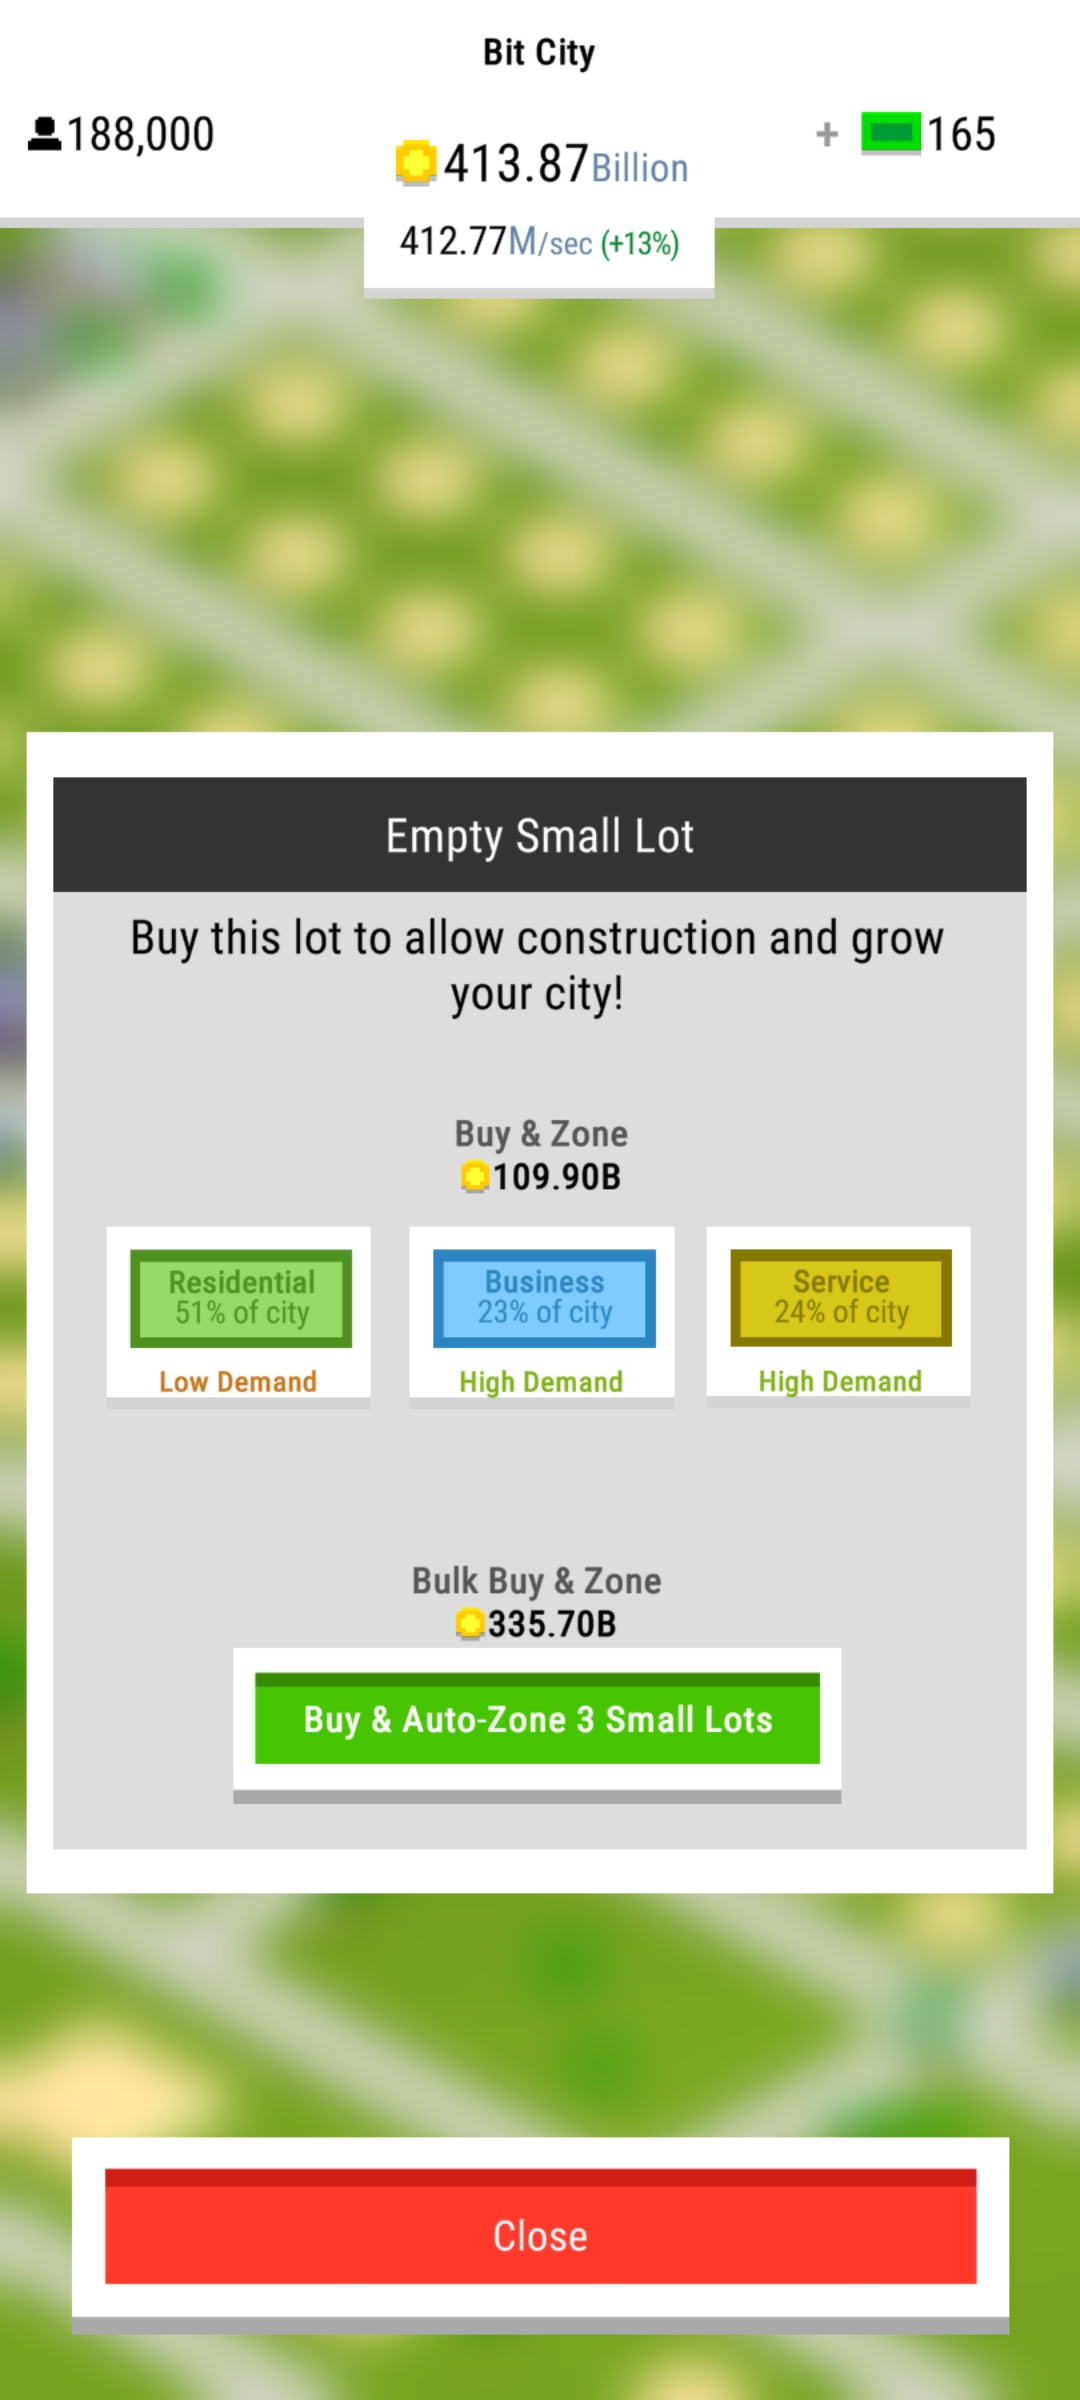 Bit City
188,000
413.87Billion
+ 165
412.77M/sec (+13%)
Empty Small Lot
Buy this lot to allow construction and grow
your city!
Buy & Zone
109.90B
Residential
51% of city
Low Demand
Business
23% of city
High Demand
Service
24% of city
High Demand
Bulk Buy & Zone
335.70B
Buy & Auto-Zone 3 Small Lots
Close